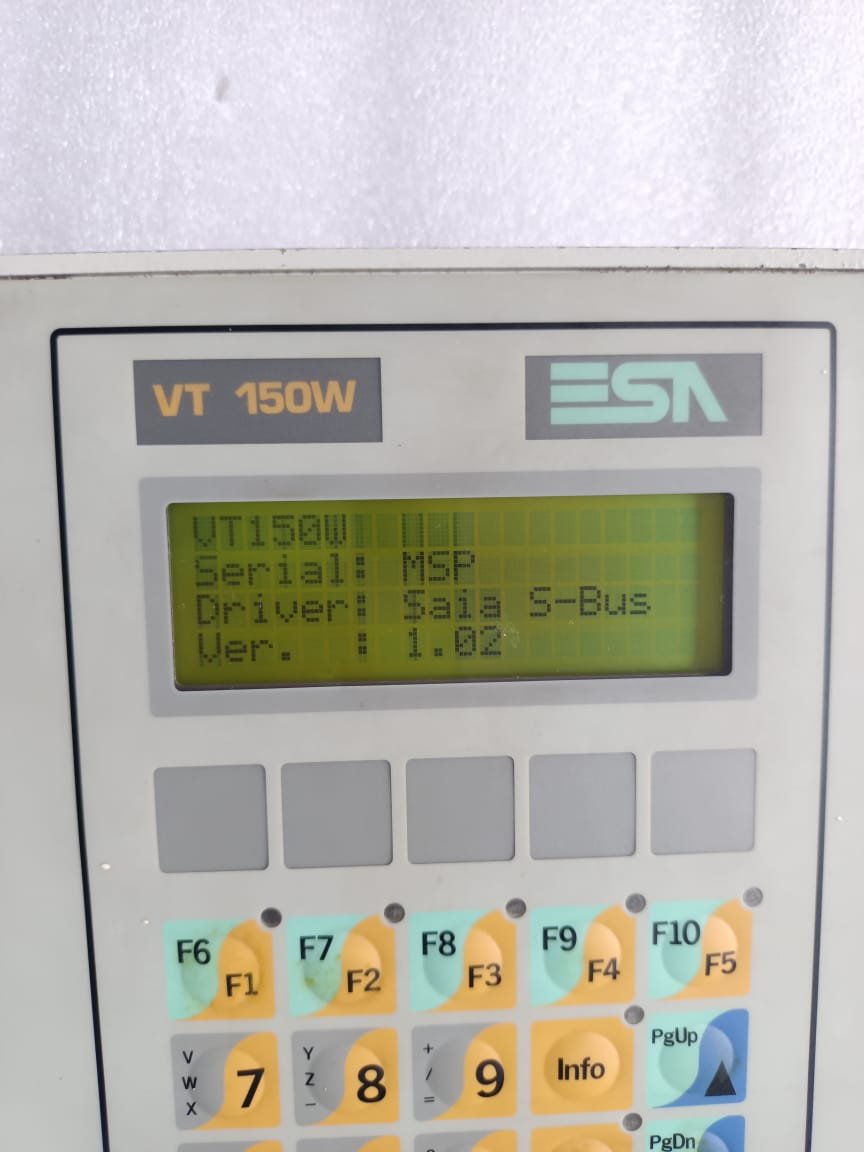 VT 150W
ESA
VT150W
Serial: MSP
Driver: Saia S-Bus
Ver. : 1.02
F6 F1
F7 F2
F8 F3
F9 F4
F10 F5
V W X 7
Y Z - 8
+ / = 9
Info
PgUp
PgDn